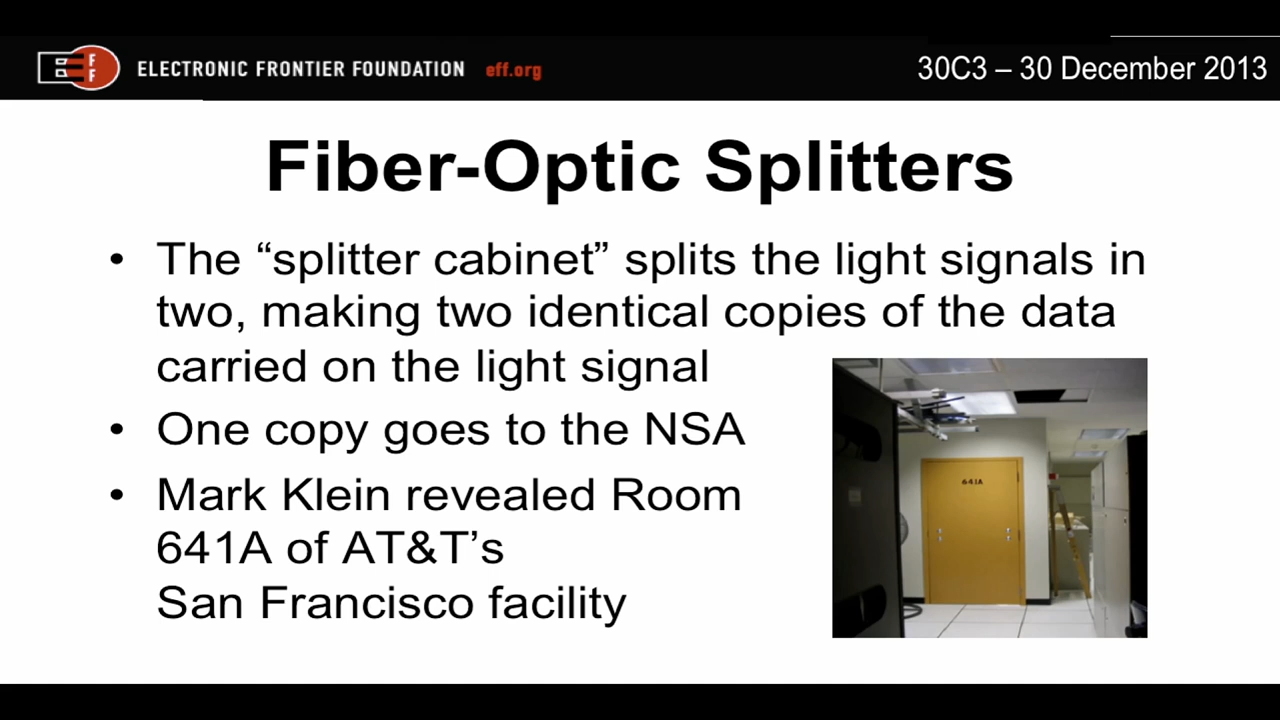 EFF ELECTRONIC FRONTIER FOUNDATION eff.org
30C3 – 30 December 2013
Fiber-Optic Splitters
• The “splitter cabinet” splits the light signals in
two, making two identical copies of the data
carried on the light signal
• One copy goes to the NSA
• Mark Klein revealed Room
641A of AT&T’s
San Francisco facility
641A